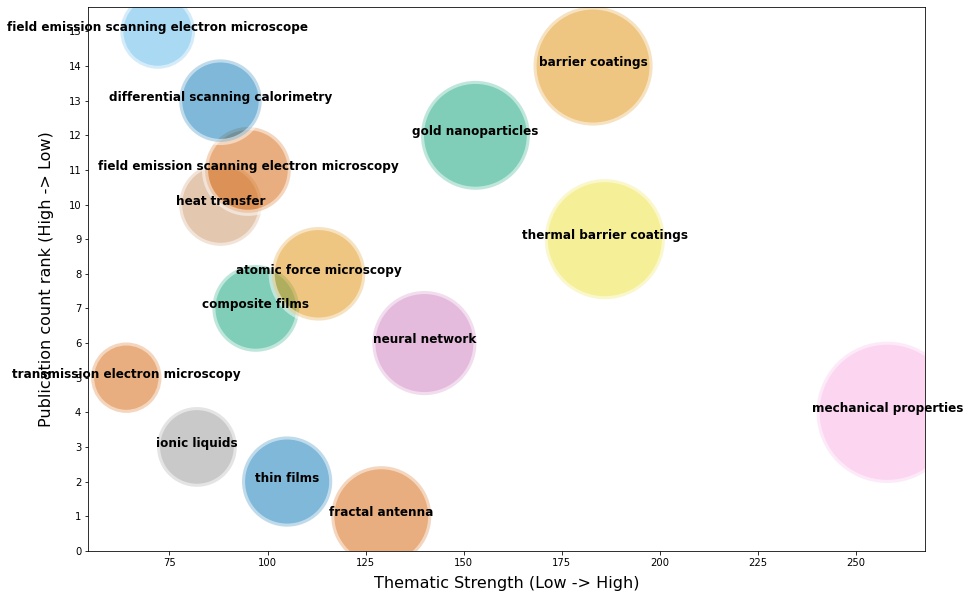 field emission scanning electron microscope
15
14
barrier coatings
13
differential scanning calorimetry
12
gold nanoparticles
11
field emission scanning electron microscopy
10
heat transfer
9
thermal barrier coatings
8
atomic force microscopy
7
composite films
6
neural network
5
transmission electron microscopy
4
mechanical properties
3
ionic liquids
2
thin films
1
fractal antenna
0
Publication count rank (High -> Low)
75 100 125 150 175 200 225 250
Thematic Strength (Low -> High)